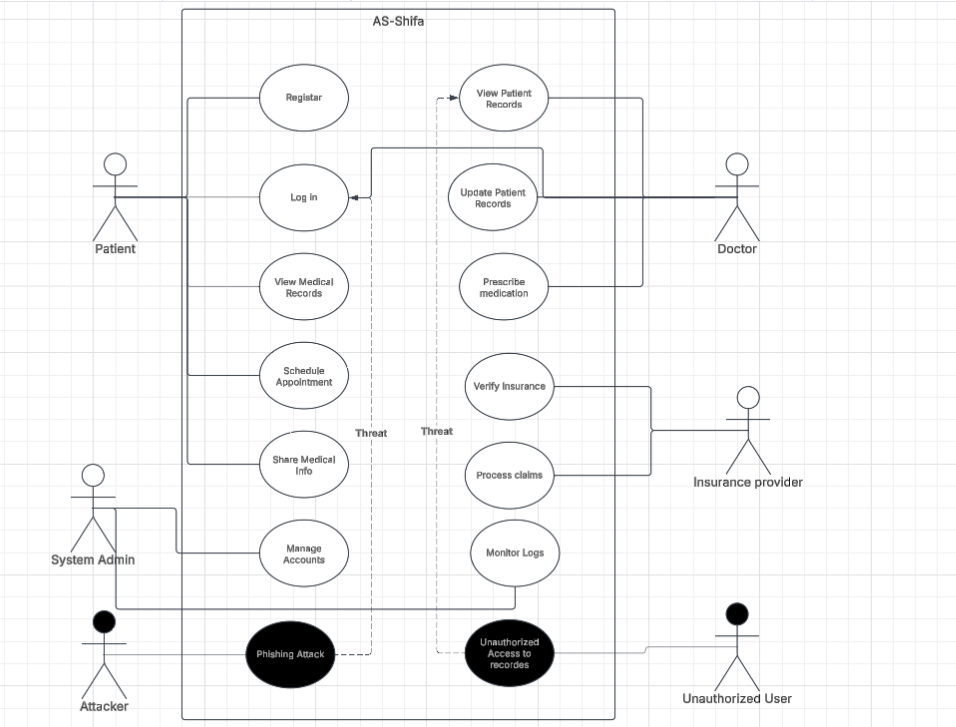 AS-Shifa
Registar
View Patient
Records
Log in
Update Patient
Records
Patient
Doctor
View Medical
Records
Prescribe
medication
Schedule
Appointment
Verify Insurance
Threat
Threat
Share Medical
Info
Process claims
Insurance provider
System Admin
Manage
Accounts
Monitor Logs
Phishing Attack
Unauthorized
Access to
recordes
Attacker
Unauthorized User